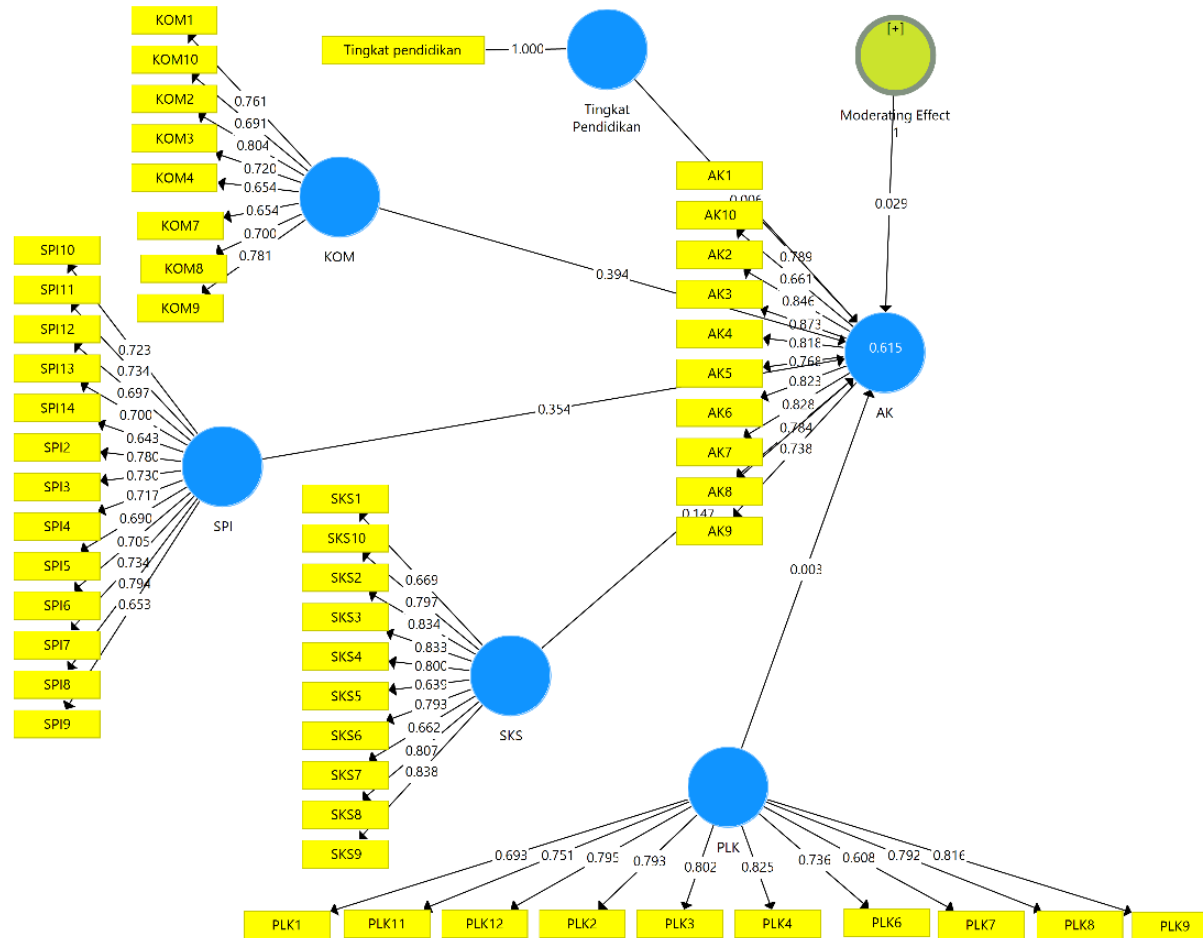 KOM1
KOM10
KOM2
KOM3
KOM4
KOM7
KOM8
KOM9
0.761
0.691
0.804
0.720
0.654
0.654
0.700
0.781
KOM
Tingkat pendidikan
1.000
Tingkat
Pendidikan
[+]
Moderating Effect
1
0.029
0.006
0.394
0.354
0.147
0.003
AK1
AK10
AK2
AK3
AK4
AK5
AK6
AK7
AK8
AK9
0.789
0.661
0.846
0.873
0.818
0.768
0.823
0.828
0.784
0.738
0.615
AK
SPI10
SPI11
SPI12
SPI13
SPI14
SPI2
SPI3
SPI4
SPI5
SPI6
SPI7
SPI8
SPI9
0.723
0.734
0.697
0.700
0.643
0.780
0.730
0.717
0.690
0.705
0.734
0.794
0.653
SPI
SKS1
SKS10
SKS2
SKS3
SKS4
SKS5
SKS6
SKS7
SKS8
SKS9
0.669
0.797
0.834
0.833
0.800
0.639
0.793
0.662
0.807
0.838
SKS
PLK
0.693
0.751
0.795
0.793
0.802
0.825
0.736
0.608
0.792
0.816
PLK1
PLK11
PLK12
PLK2
PLK3
PLK4
PLK6
PLK7
PLK8
PLK9